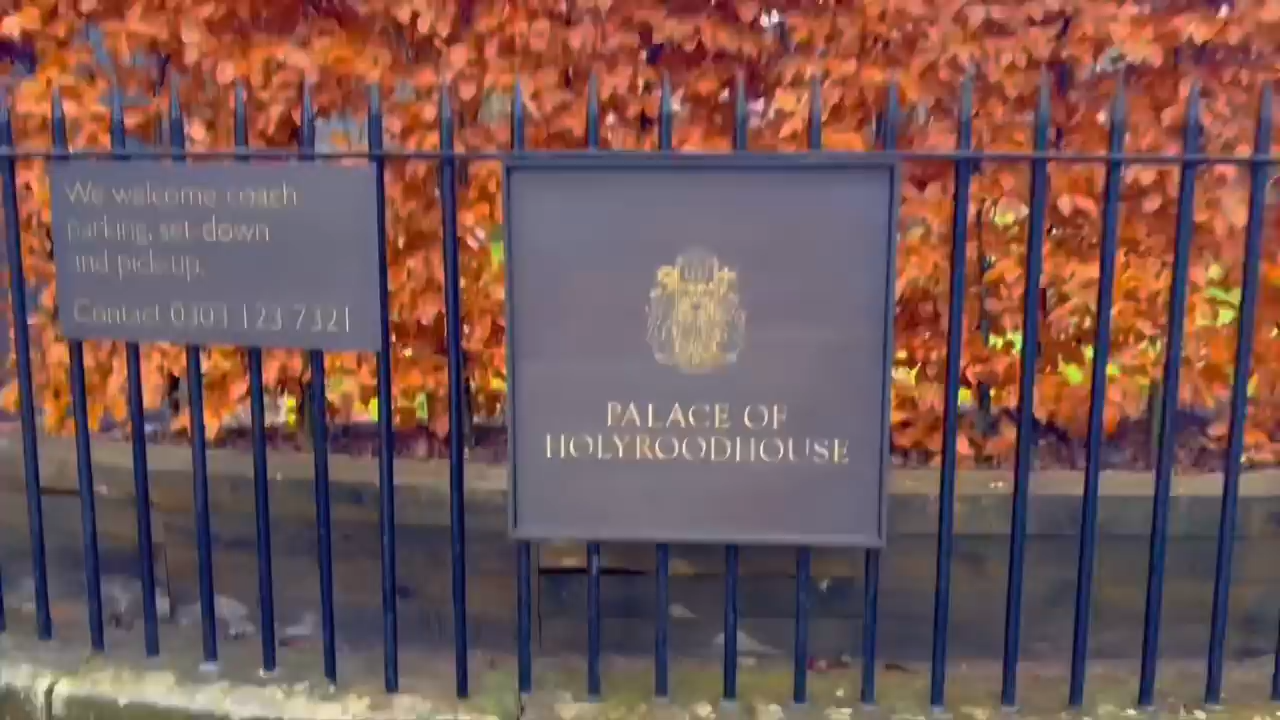 We welcome coach
parking, set-down
and pick-up.
Contact 0303 123 7321
PALACE OF
HOLYROODHOUSE